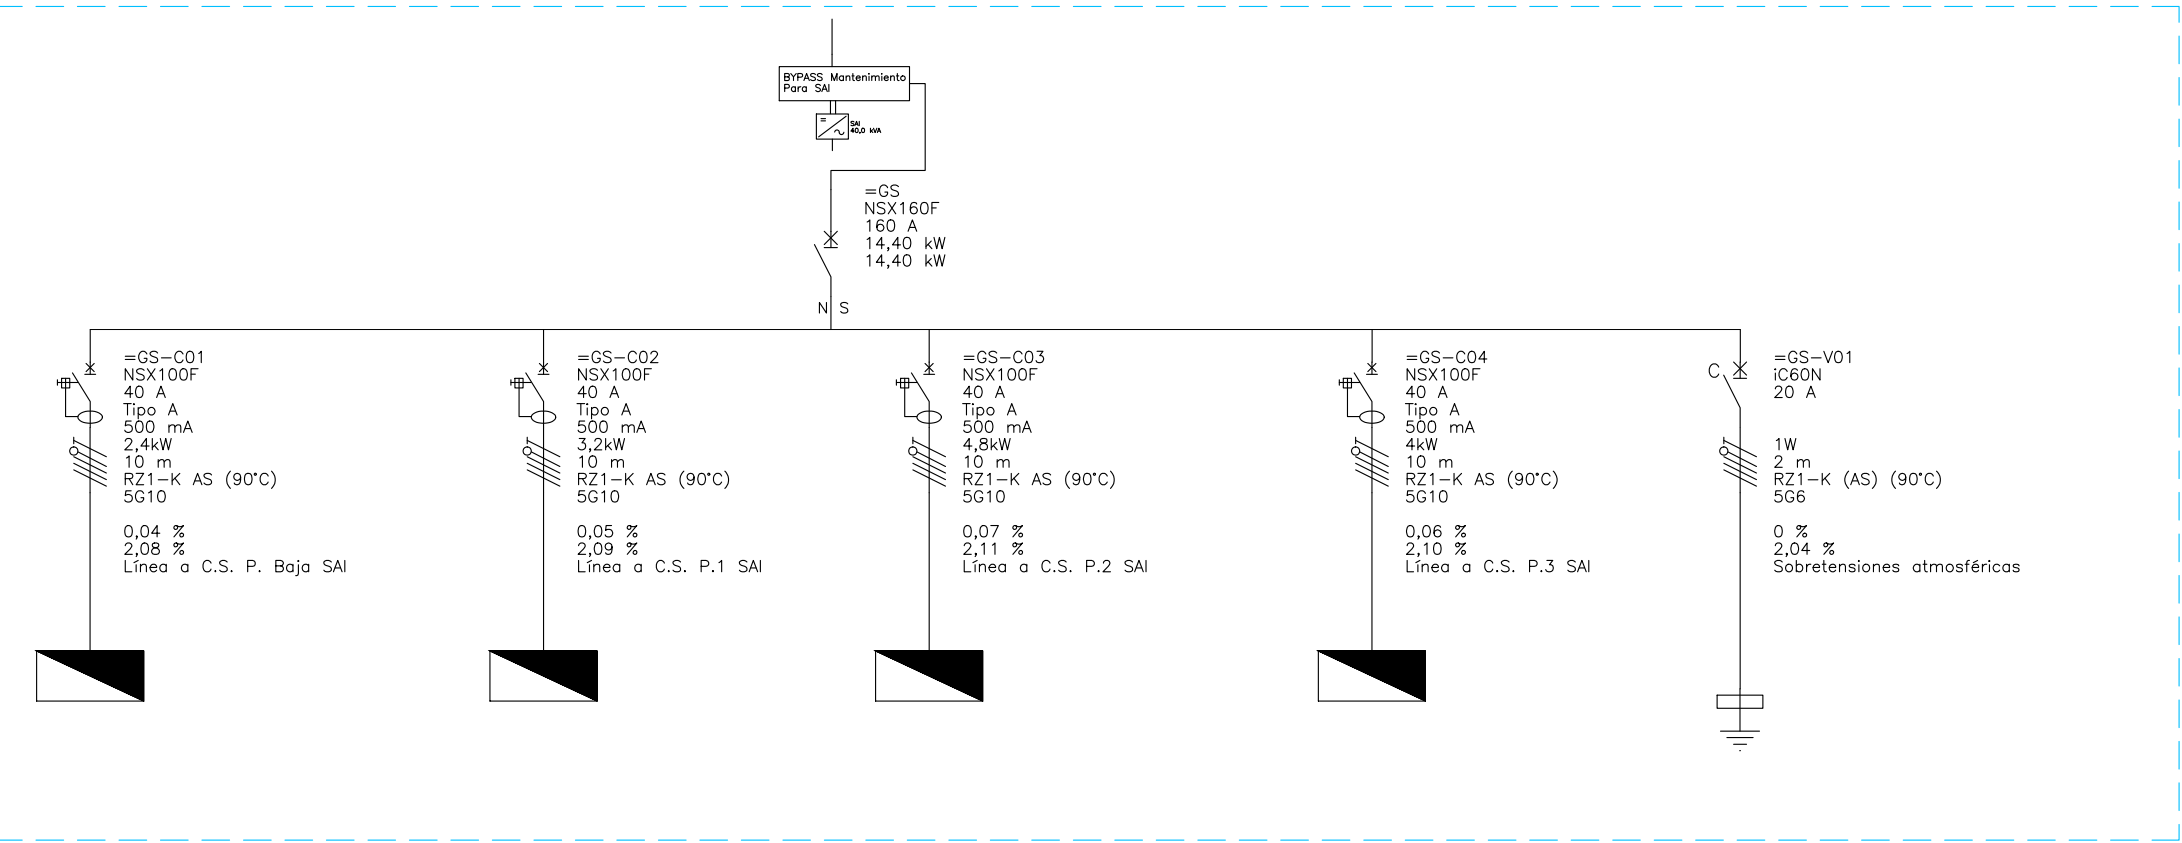 BYPASS Mantenimiento
Para SAI
SAI
40,0 kVA
=GS
NSX160F
160 A
14,40 kW
14,40 kW
N S
=GS-C01
NSX100F
40 A
Tipo A
500 mA
2,4kW
10 m
RZ1-K AS (90°C)
5G10
0,04 %
2,08 %
Línea a C.S. P. Baja SAI
=GS-C02
NSX100F
40 A
Tipo A
500 mA
3,2kW
10 m
RZ1-K AS (90°C)
5G10
0,05 %
2,09 %
Línea a C.S. P.1 SAI
=GS-C03
NSX100F
40 A
Tipo A
500 mA
4,8kW
10 m
RZ1-K AS (90°C)
5G10
0,07 %
2,11 %
Línea a C.S. P.2 SAI
=GS-C04
NSX100F
40 A
Tipo A
500 mA
4kW
10 m
RZ1-K AS (90°C)
5G10
0,06 %
2,10 %
Línea a C.S. P.3 SAI
C
=GS-V01
iC60N
20 A
1W
2 m
RZ1-K (AS) (90°C)
5G6
0 %
2,04 %
Sobretensiones atmosféricas